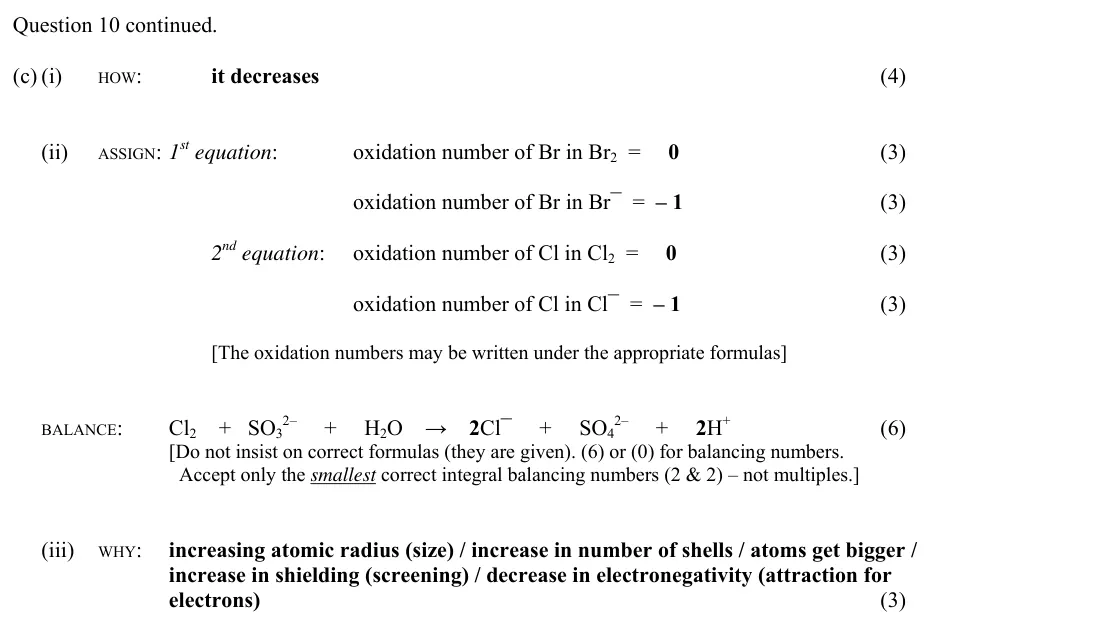 Question 10 continued.
(c) (i) HOW: it decreases (4)
(ii) ASSIGN: 1st equation: oxidation number of Br in Br₂ = 0 (3)
oxidation number of Br in Br⁻ = – 1 (3)
2nd equation: oxidation number of Cl in Cl₂ = 0 (3)
oxidation number of Cl in Cl⁻ = – 1 (3)
[The oxidation numbers may be written under the appropriate formulas]
BALANCE: Cl₂ + SO₃²⁻ + H₂O → 2Cl⁻ + SO₄²⁻ + 2H⁺ (6)
[Do not insist on correct formulas (they are given). (6) or (0) for balancing numbers.
Accept only the smallest correct integral balancing numbers (2 & 2) – not multiples.]
(iii) WHY: increasing atomic radius (size) / increase in number of shells / atoms get bigger /
increase in shielding (screening) / decrease in electronegativity (attraction for
electrons) (3)